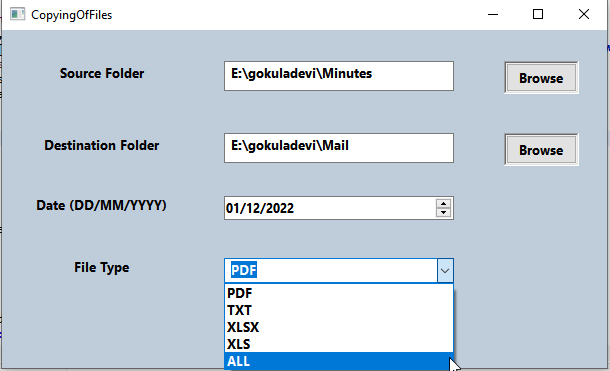 CopyingOfFiles
Source Folder E:\gokuladevi\Minutes Browse
Destination Folder E:\gokuladevi\Mail Browse
Date (DD/MM/YYYY) 01/12/2022
File Type PDF
PDF
TXT
XLSX
XLS
ALL